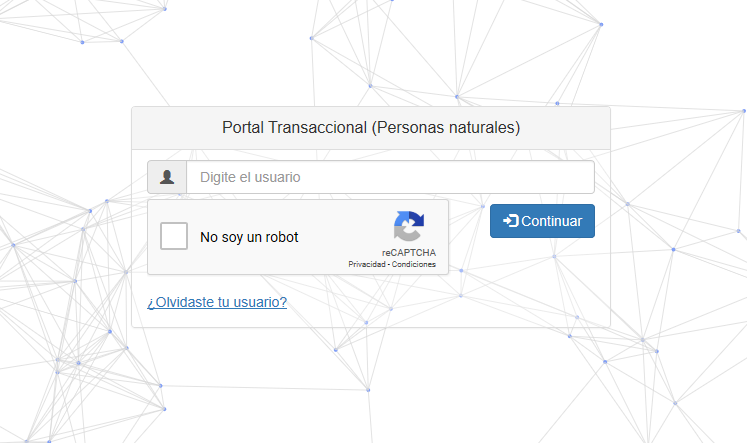 Portal Transaccional (Personas naturales)
Digite el usuario
No soy un robot
reCAPTCHA
Privacidad - Condiciones
Continuar
¿Olvidaste tu usuario?